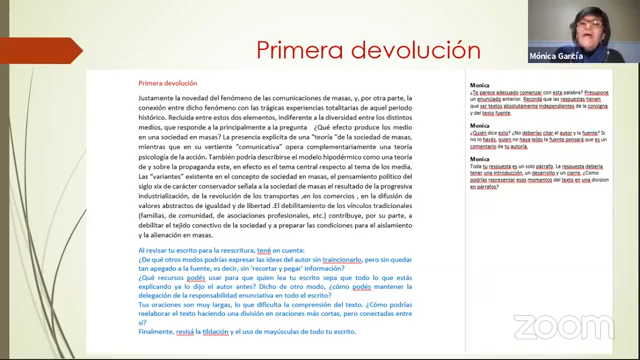 Primera devolución
Mónica García
Primera devolución
Justamente la novedad del fenómeno de las comunicaciones de masas, y, por otra parte, la
conexión entre dicho fenómeno con las trágicas experiencias totalitarias de aquel periodo
histórico. Recluida entre estos dos elementos, indiferente a la diversidad entre los distintos
medios, que responde a la principalmente a la pregunta ¿Qué efecto produce los medio
en una sociedad en masas? La presencia explicita de una "teoría "de la sociedad de masas,
mientras que en su vertiente "comunicativa" opera complementariamente una teoría
psicología de la acción. También podría describirse el modelo hipodérmico como una teoría
de y sobre la propaganda este, en efecto es el tema central respecto al tema de los medio,
Las "variantes" existente en el concepto de sociedad en masas, el pensamiento político del
siglo xix de carácter conservador señala a la sociedad de masas el resultado de la progresiva
industrialización, de la revolución de los transportes ,en los comercios , en la difusión de
valores abstractos de igualdad y de libertad .El debilitamiento de los vínculos tradicionales
(familias, de comunidad, de asociaciones profesionales, etc.) contribuye, por su parte, a
debilitar el tejido conectivo de la sociedad y a preparar las condiciones para el aislamiento
y la alienación en masas.
Al revisar tu escrito para la reescritura, tené en cuenta:
¿De qué otros modos podrías expresar las ideas del autor sin traincionarlo, pero sin quedar
tan apegado a la fuente, es decir, sin 'recortar y pegar' información?
¿Qué recursos podés usar para que quien lea tu escrito sepa que todo lo que estás
explicando ya lo dijo el autor antes? Dicho de otro modo, ¿cómo podés mantener la
delegación de la responsabilidad enunciativa en todo el escrito?
Tus oraciones son muy largas, lo que dificulta la comprensión del texto. ¿Cómo podrías
reelaborar el texto haciendo una división en oraciones más cortas, pero conectadas entre
sí?
Finalmente, revisá la tildación y el uso de mayúsculas de todo tu escrito.
Monica
¿Te parece adecuado comenzar con esta palabra? Presupone
un enunciado anterior. Recordá que las respuestas tienen
que ser textos absolutamente independientes de la consigna
y del texto fuente.
Monica
¿Quién dice esto? ¿No deberías citar el autor y la fuente? Si
no lo hacés, quien no haya leído la fuente pensará que es un
comentario de tu autoría.
Monica
Toda tu respuesta es un solo párrafo. La respuesta debería
tener una introducción, un desarrollo y un cierre. ¿Cómo
podrías representar esos momentos del texto en una división
en párrafos?
zoom